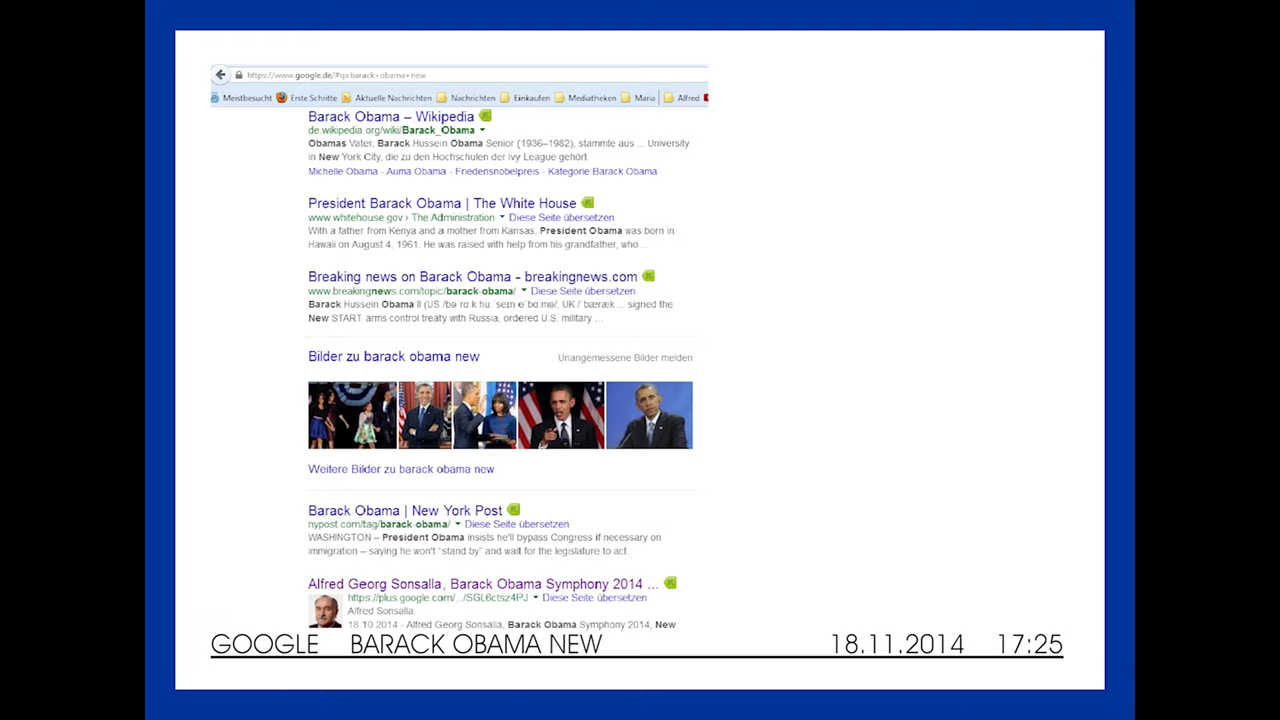 https://www.google.de/#q=barack+obama+new
Meistbesucht Erste Schritte Aktuelle Nachrichten Nachrichten Einkaufen Mediatheken Maria Alfred
Barack Obama – Wikipedia
de.wikipedia.org/wiki/Barack_Obama
Obamas Vater, Barack Hussein Obama Senior (1936–1982), stammte aus ... University
in New York City, die zu den Hochschulen der Ivy League gehört.
Michelle Obama - Auma Obama - Friedensnobelpreis - Kategorie:Barack Obama
President Barack Obama | The White House
www.whitehouse.gov › The Administration Diese Seite übersetzen
With a father from Kenya and a mother from Kansas, President Obama was born in
Hawaii on August 4, 1961. He was raised with help from his grandfather, who ...
Breaking news on Barack Obama - breakingnews.com
www.breakingnews.com/topic/barack-obama/ Diese Seite übersetzen
Barack Hussein Obama II (US UK ... signed the
New START arms control treaty with Russia, ordered U.S. military ...
Bilder zu barack obama new Unangemessene Bilder melden
Weitere Bilder zu barack obama new
Barack Obama | New York Post
nypost.com/tag/barack-obama/ Diese Seite übersetzen
WASHINGTON – President Obama insists he'll bypass Congress if necessary on
immigration – saying he won't “stand by” and wait for the legislature to act.
Alfred Georg Sonsalla, Barack Obama Symphony 2014 ...
https://plus.google.com/.../SGL6ctsz4PJ Diese Seite übersetzen
Alfred Sonsalla
18.10.2014 - Alfred Georg Sonsalla, Barack Obama Symphony 2014, New
GOOGLE BARACK OBAMA NEW 18.11.2014 17:25